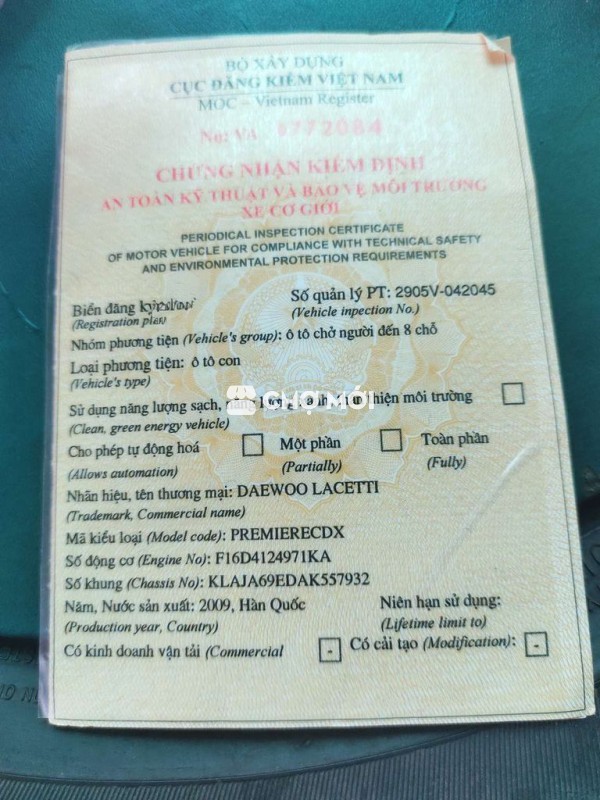 BỘ XÂY DỰNG
CỤC ĐĂNG KIỂM VIỆT NAM
MOC – Vietnam Register
No: VA 0772084
CHỨNG NHẬN KIỂM ĐỊNH
AN TOÀN KỸ THUẬT VÀ BẢO VỆ MÔI TRƯỜNG
XE CƠ GIỚI
PERIODICAL INSPECTION CERTIFICATE
OF MOTOR VEHICLE FOR COMPLIANCE WITH TECHNICAL SAFETY
AND ENVIRONMENTAL PROTECTION REQUIREMENTS
Biển đăng Số quản lý PT: 2905V-042045
(Registration (Vehicle inpection No.)
Nhóm phương tiện (Vehicle's group): ô tô chở người đến 8 chỗ
Loại phương tiện: ô tô con
(Vehicle's type)
Sử dụng năng lượng sạch, hiện môi trường
CHỢ MỚI
(Clean, green energy vehicle)
Cho phép tự động hoá Một phần Toàn phần
(Allows automation) (Partially) (Fully)
Nhãn hiệu, tên thương mại: DAEWOO LACETTI
(Trademark, Commercial name)
Mã kiểu loại (Model code): PREMIERECDX
Số động cơ (Engine No): F16D4124971KA
Số khung (Chassis No): KLAJA69EDAK557932
Năm, Nước sản xuất: 2009, Hàn Quốc Niên hạn sử dụng:
(Production year, Country) (Lifetime limit to)
Có kinh doanh vận tải (Commercial - Có cải tạo (Modification): -